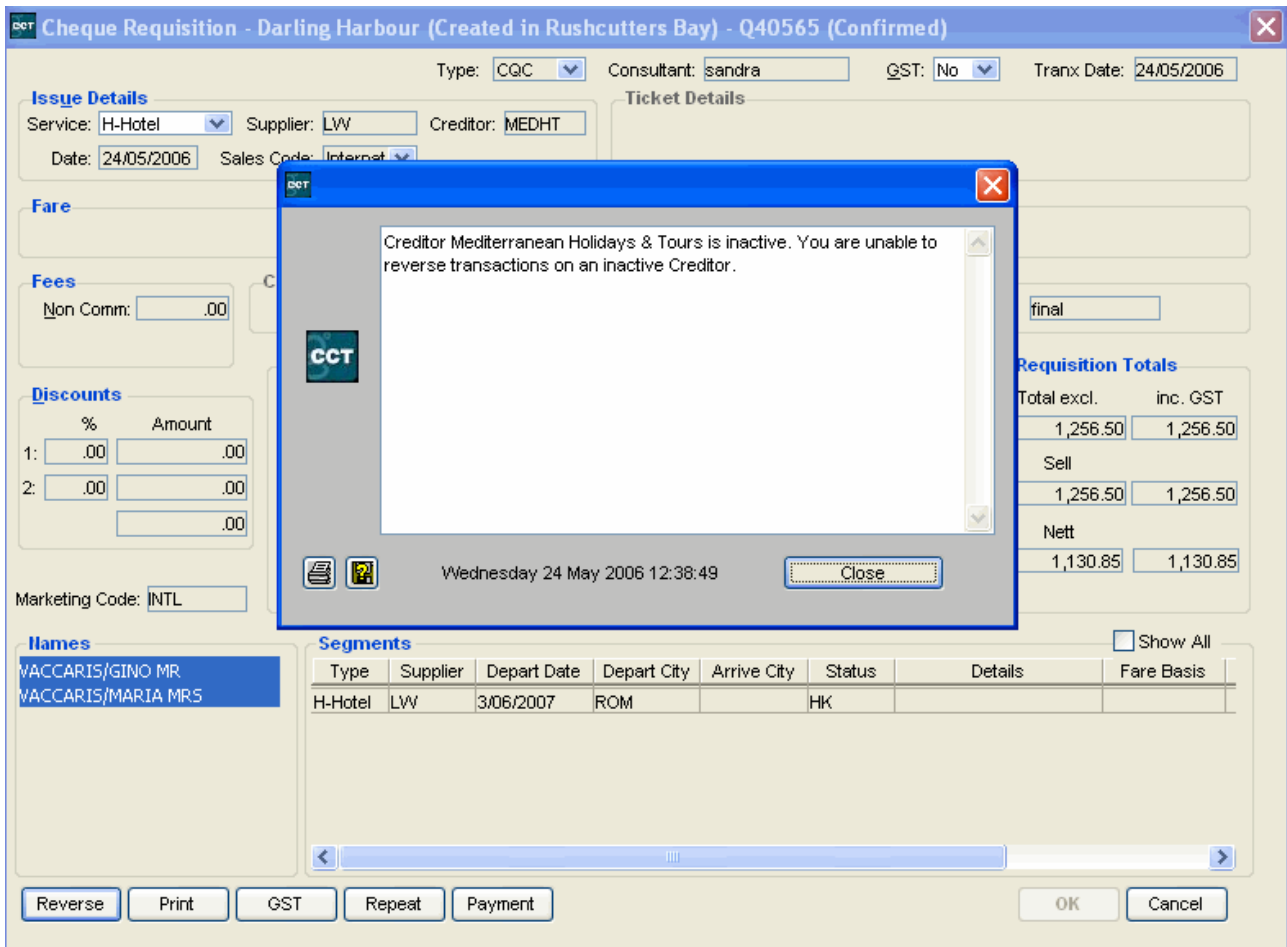 CCT Cheque Requisition - Darling Harbour (Created in Rushcutters Bay) - Q40565 (Confirmed)
Type: CQC Consultant: sandra GST: No Tranx Date: 24/05/2006
Issue Details Ticket Details
Service: H-Hotel Supplier: LW Creditor: MEDHT
Date: 24/05/2006 Sales Code: Internat
CCT
Fare
Creditor Mediterranean Holidays & Tours is inactive. You are unable to
reverse transactions on an inactive Creditor.
Fees C
Non Comm: .00 final
CCT
Requisition Totals
Discounts Total excl. inc. GST
% Amount 1,256.50 1,256.50
1: .00 .00 Sell
2: .00 .00 1,256.50 1,256.50
.00 Nett
1,130.85 1,130.85
Wednesday 24 May 2006 12:38:49 Close
Marketing Code: INTL
Names Segments Show All
VACCARIS/GINO MR Type Supplier Depart Date Depart City Arrive City Status Details Fare Basis
VACCARIS/MARIA MRS H-Hotel LW 3/06/2007 ROM HK
Reverse Print GST Repeat Payment OK Cancel